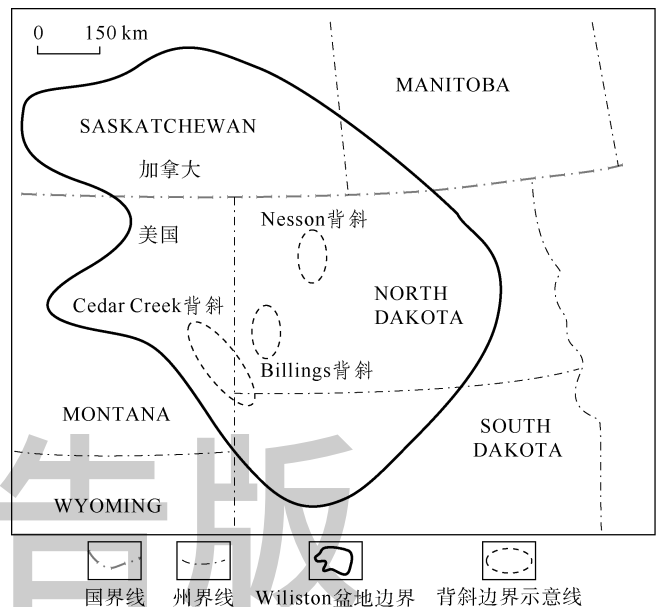 0 150 km
MANITOBA
SASKATCHEWAN
加拿大
美国
Nesson背斜
Cedar Creek背斜
NORTH
DAKOTA
Billings背斜
MONTANA
SOUTH
DAKOTA
WYOMING
告版
国界线 州界线 Wiliston盆地边界 背斜边界示意线